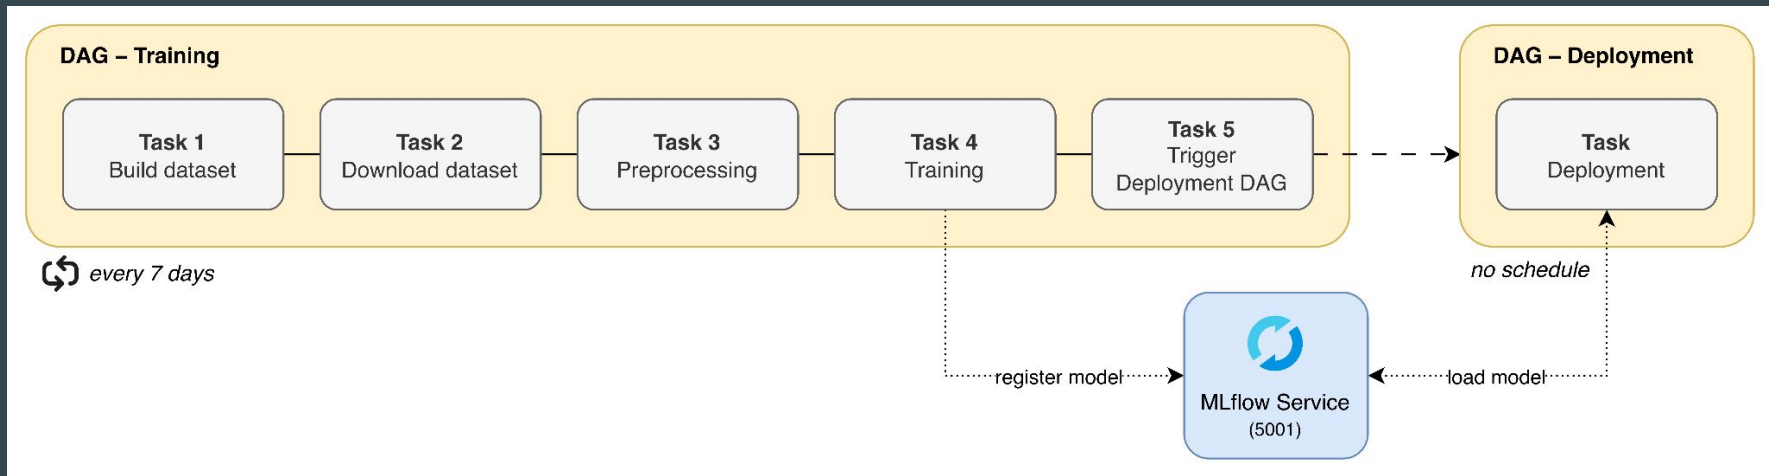 DAG – Training
Task 1
Build dataset
Task 2
Download dataset
Task 3
Preprocessing
Task 4
Training
Task 5
Trigger
Deployment DAG
every 7 days
DAG – Deployment
Task
Deployment
no schedule
register model
load model
MLflow Service
(5001)